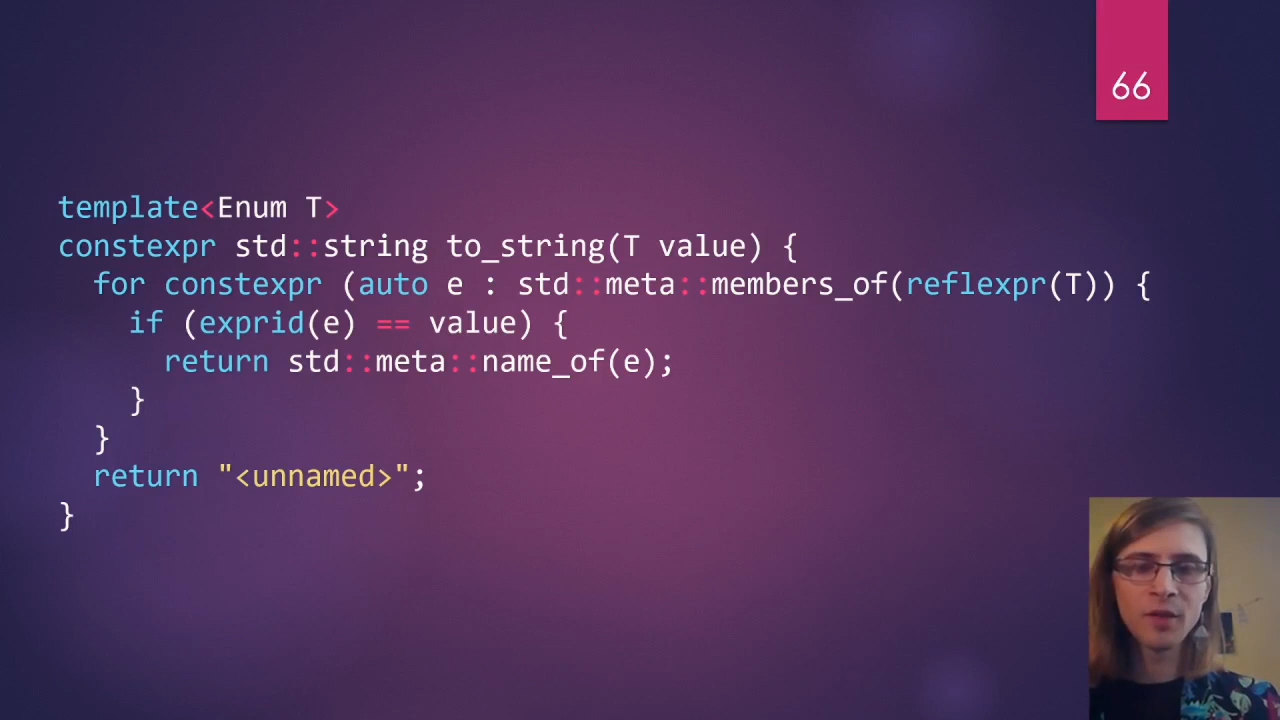 66
template<Enum T>
constexpr std::string to_string(T value) {
  for constexpr (auto e : std::meta::members_of(reflexpr(T)) {
    if (exprid(e) == value) {
      return std::meta::name_of(e);
    }
  }
  return "<unnamed>";
}